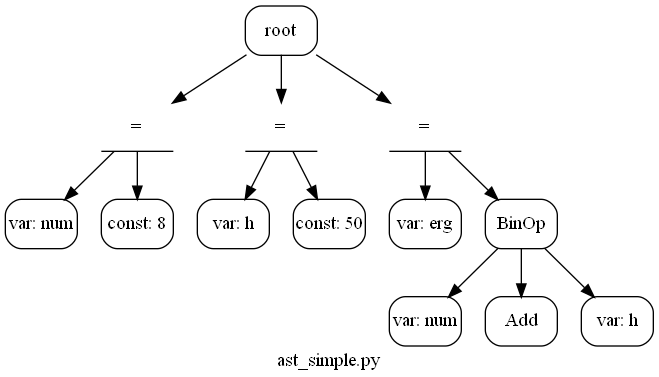 root
= = =
var: num const: 8 var: h const: 50 var: erg BinOp
var: num Add var: h
ast_simple.py